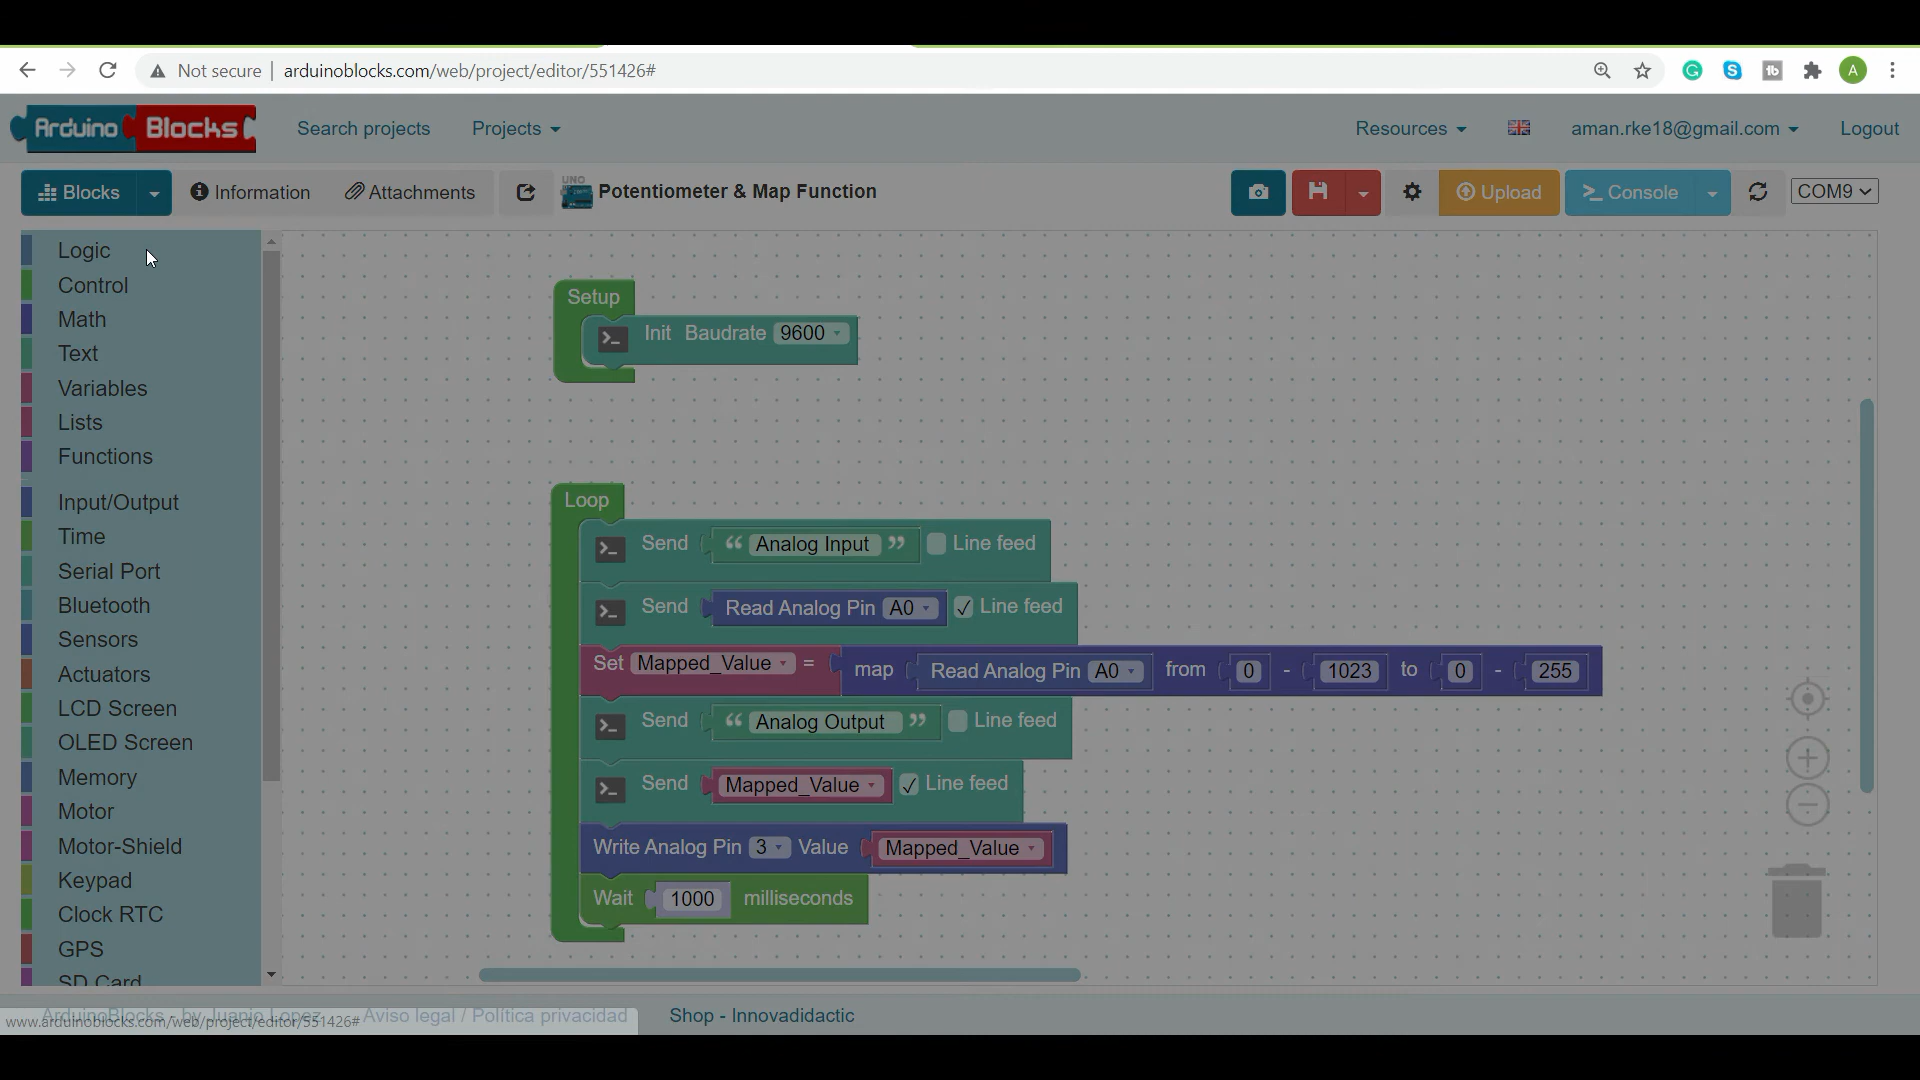 Not secure arduinoblocks.com/web/project/editor/551426#
A
Arduino Blocks Search projects Projects Resources aman.rke18@gmail.com Logout
Blocks Information Attachments UNO Potentiometer & Map Function Upload >_ Console COM9
Logic
Control
Math
Text
Variables
Lists
Functions
Input/Output
Time
Serial Port
Bluetooth
Sensors
Actuators
LCD Screen
OLED Screen
Memory
Motor
Motor-Shield
Keypad
Clock RTC
GPS
SD Card
Setup
>_ Init Baudrate 9600
Loop
>_ Send “ Analog Input ” Line feed
>_ Send Read Analog Pin A0 ✓ Line feed
Set Mapped_Value = map Read Analog Pin A0 from 0 - 1023 to 0 - 255
>_ Send “ Analog Output ” Line feed
>_ Send Mapped_Value ✓ Line feed
Write Analog Pin 3 Value Mapped_Value
Wait 1000 milliseconds
ArduinoBlocks - by Juanjo Lopez Aviso legal / Política privacidad Shop - Innovadidactic
www.arduinoblocks.com/web/project/editor/551426#